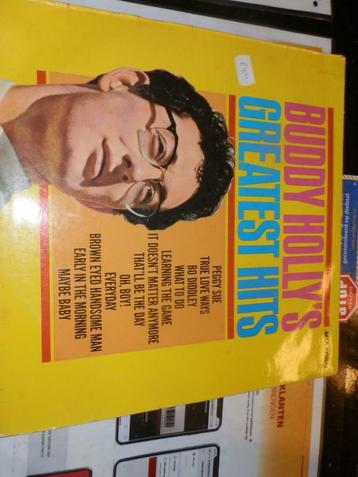 BUDDY HOLLY'S
GREATEST HITS
PEGGY SUE
TRUE LOVE WAYS
BO DIDDLEY
WHAT TO DO
LEARNING THE GAME
IT DOESN'T MATTER ANYMORE
THAT'LL BE THE DAY
OH, BOY!
EVERYDAY
BROWN EYED HANDSOME MAN
EARLY IN THE MORNING
MAYBE BABY
KLANTEN